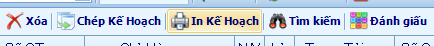 Xóa Chép Kế Hoạch In Kế Hoạch Tìm kiếm Đánh giấu